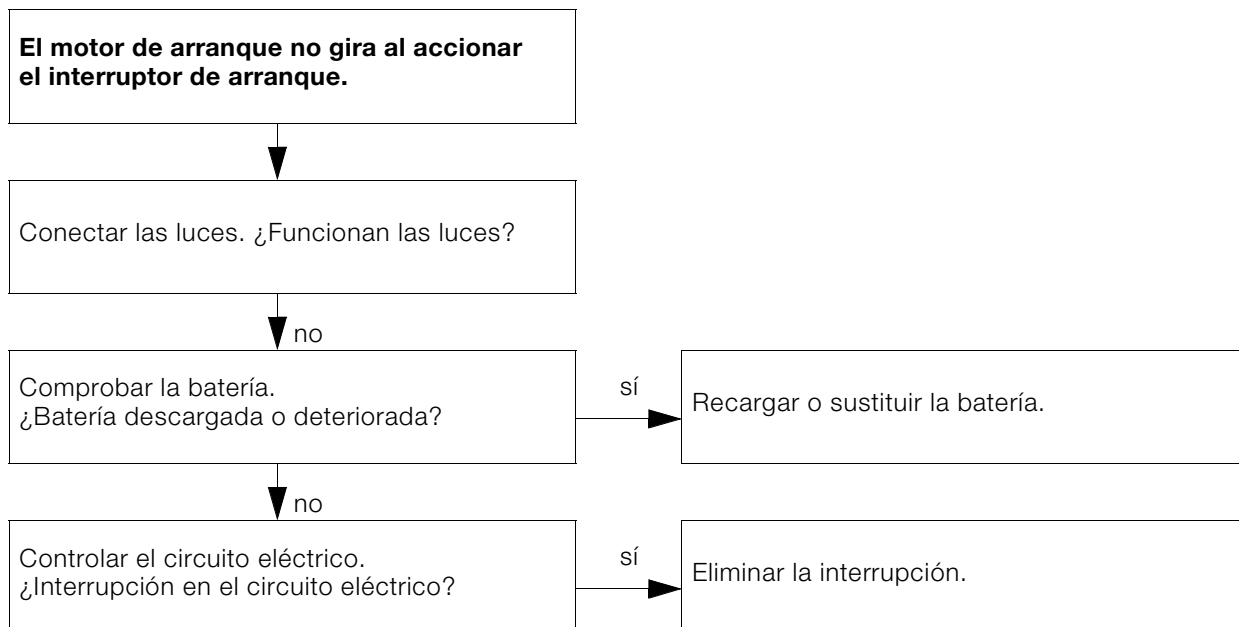 El motor de arranque no gira al accionar
el interruptor de arranque.
Conectar las luces. ¿Funcionan las luces?
no
Comprobar la batería.
¿Batería descargada o deteriorada?
sí
Recargar o sustituir la batería.
no
Controlar el circuito eléctrico.
¿Interrupción en el circuito eléctrico?
sí
Eliminar la interrupción.